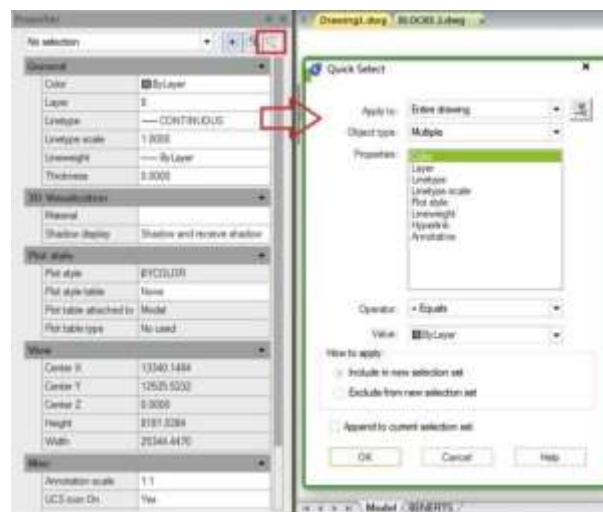 Properties
No selection
General
Color ByLayer
Layer 0
Linetype CONTINUOUS
Linetype scale 1.0000
Lineweight ByLayer
Thickness 0.0000
3D Visualization
Material
Shadow display Shadow and receive shadow
Plot style
Plot style BYCOLOR
Plot style table None
Plot table attached to Model
Plot table type No used
View
Center X 13340.1484
Center Y
Center Z 0.0000
Height
Width
Misc
Annotation scale 1:1
UCS icon On Yes
Drawing1.dwg
Quick Select
Apply to: Entire drawing
Object type: Multiple
Properties: Color
Layer
Linetype
Linetype scale
Plot style
Lineweight
Hyperlink
Annotative
Operator: = Equals
Value: ByLayer
How to apply:
Include in new selection set
Exclude from new selection set
Append to current selection set
OK Cancel Help
Model